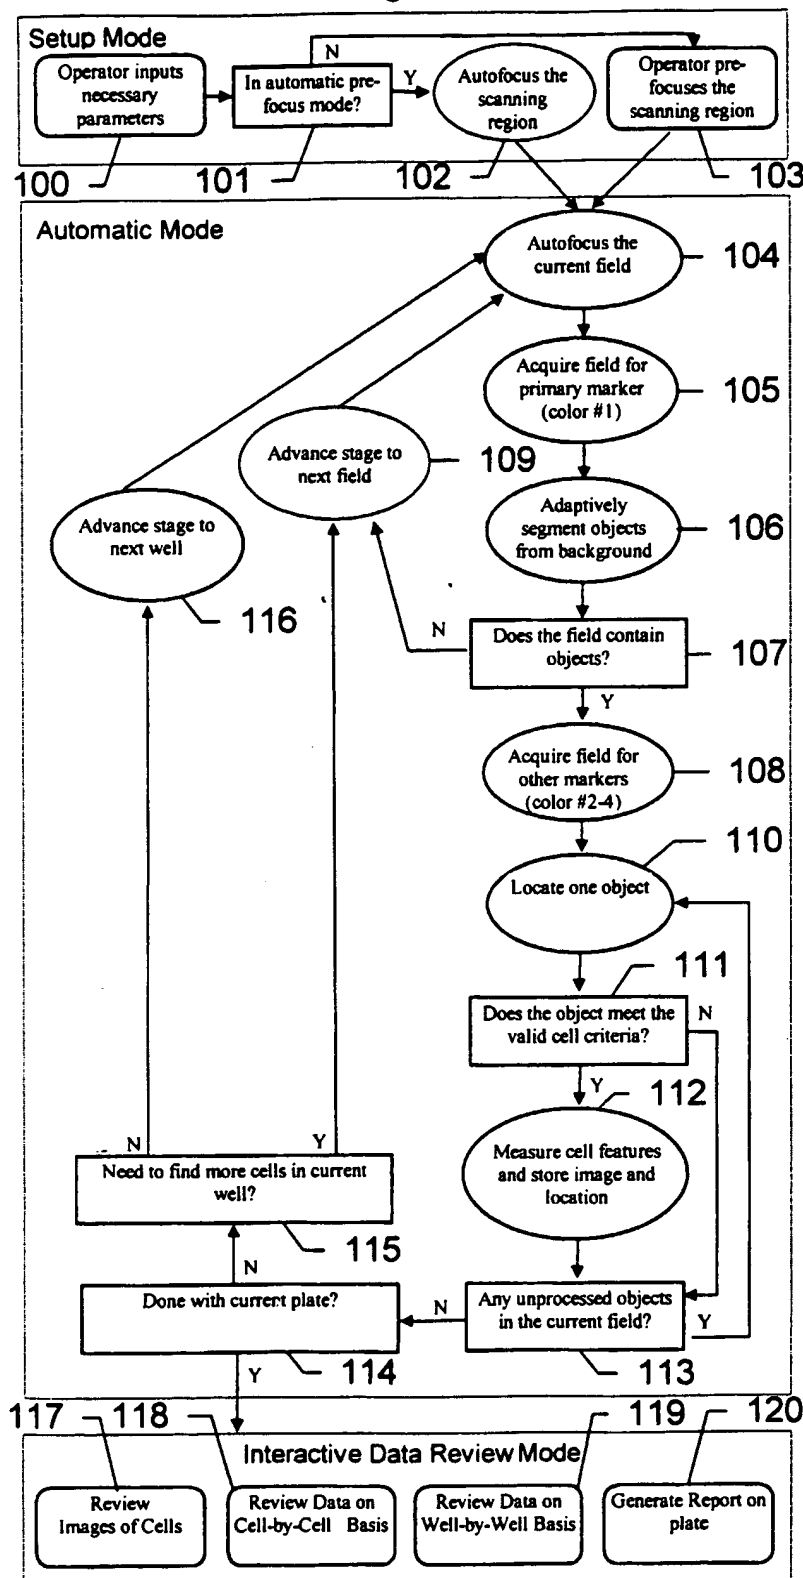 Setup Mode
Operator inputs
necessary
parameters
In automatic pre-
focus mode?
N
Y
Autofocus the
scanning
region
Operator pre-
focuses the
scanning region
100
101
102
103
Automatic Mode
Autofocus the
current field
104
Acquire field for
primary marker
(color #1)
105
Advance stage to
next field
109
Advance stage to
next well
116
Adaptively
segment objects
from background
106
N
Does the field contain
objects?
107
Y
Acquire field for
other markers
(color #2-4)
108
110
Locate one object
111
Does the object meet the
valid cell criteria?
N
Y
112
Measure cell features
and store image and
location
N
Y
Need to find more cells in current
well?
115
N
Done with current plate?
N
Any unprocessed objects
in the current field?
Y
Y
114
113
117
118
119
120
Interactive Data Review Mode
Review
Images of Cells
Review Data on
Cell-by-Cell Basis
Review Data on
Well-by-Well Basis
Generate Report on
plate